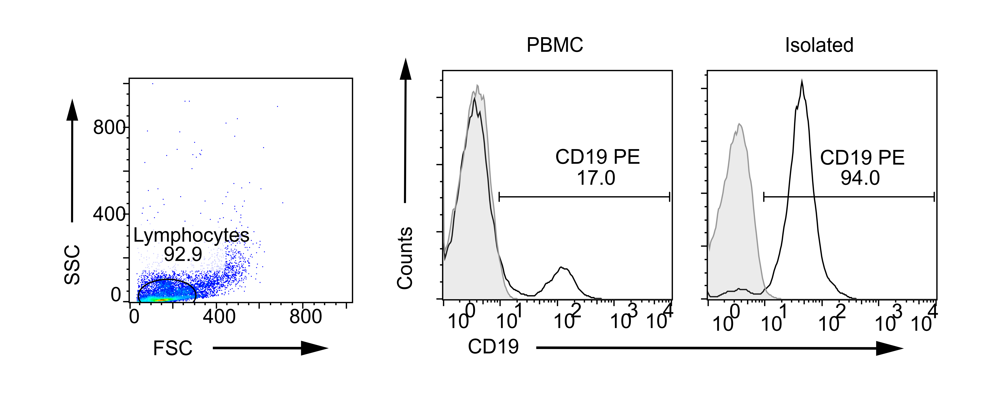 PBMC
Isolated
SSC
800
400
0
Lymphocytes
92.9
0
400
800
FSC
Counts
CD19 PE
17.0
10^0
10^1
10^2
10^3
10^4
CD19 PE
94.0
10^0
10^1
10^2
10^3
10^4
CD19